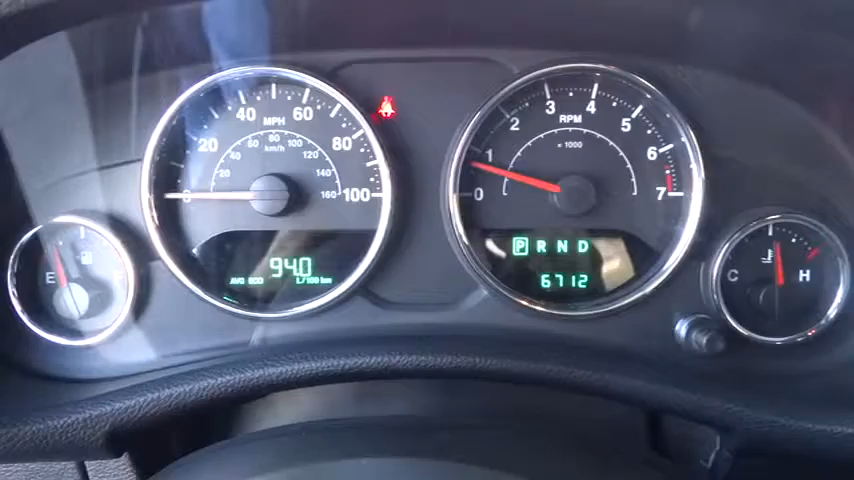 MPH
0 20 40 60 80 100
km/h
20 40 60 80 100 120 140 160
AVG ECO 94.0 L/100 km
RPM
x 1000
0 1 2 3 4 5 6 7
P R N D
6712
E F
C H